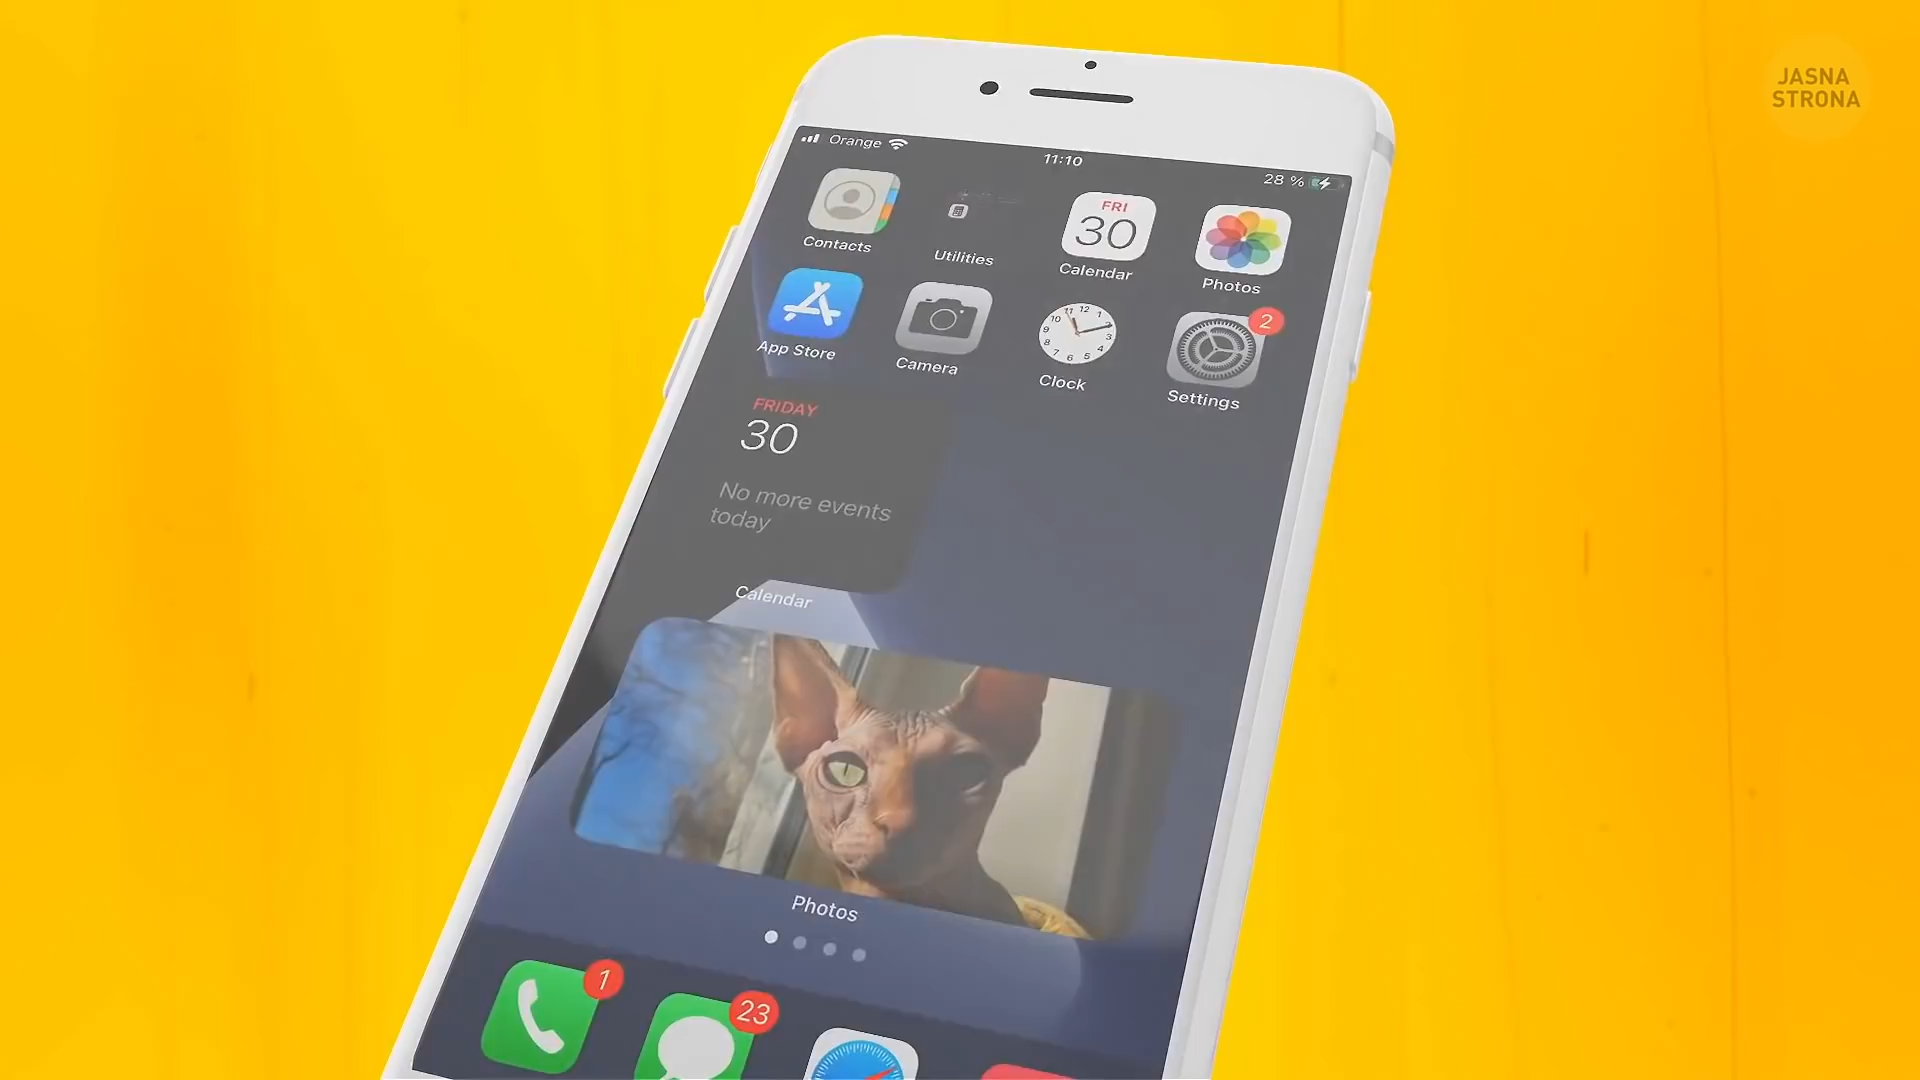 JASNA
STRONA
Orange
11:10
28 %
Contacts
Utilities
FRI
30
Calendar
Photos
App Store
Camera
Clock
2
Settings
FRIDAY
30
No more events
today
Calendar
Photos
1
23